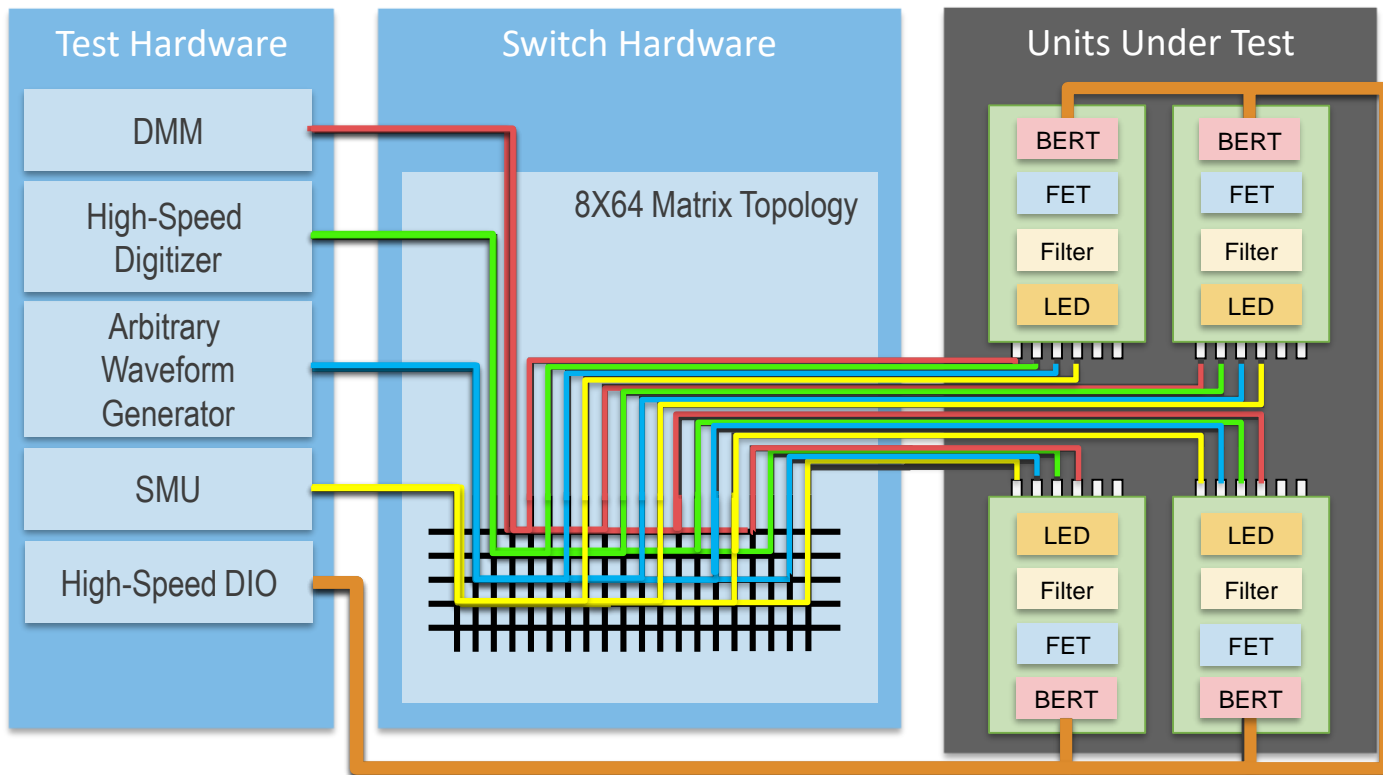 Test Hardware
Switch Hardware
Units Under Test
DMM
High-Speed
Digitizer
Arbitrary
Waveform
Generator
SMU
High-Speed DIO
8X64 Matrix Topology
BERT
FET
Filter
LED
BERT
FET
Filter
LED
LED
Filter
FET
BERT
LED
Filter
FET
BERT